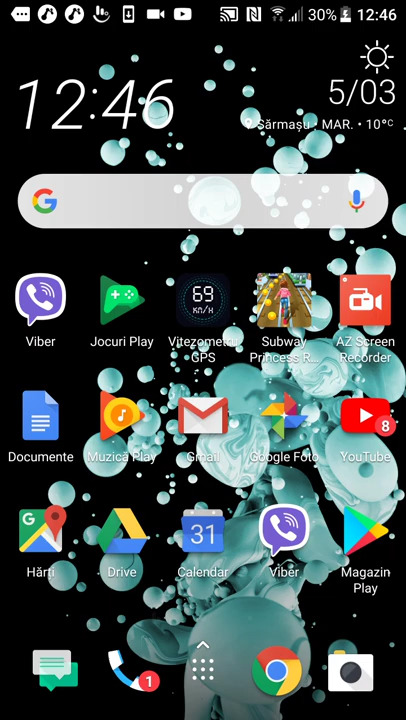 30% 12:46
12:46
5/03
Sărmașu • MAR. • 10°C
G
69
KM/H
Viber
Jocuri Play
Vitezometru GPS
Subway Princess R...
AZ Screen Recorder
8
Documente
Muzică Play
Gmail
Google Foto
YouTube
G
31
Hărți
Drive
Calendar
Viber
Magazin Play
1